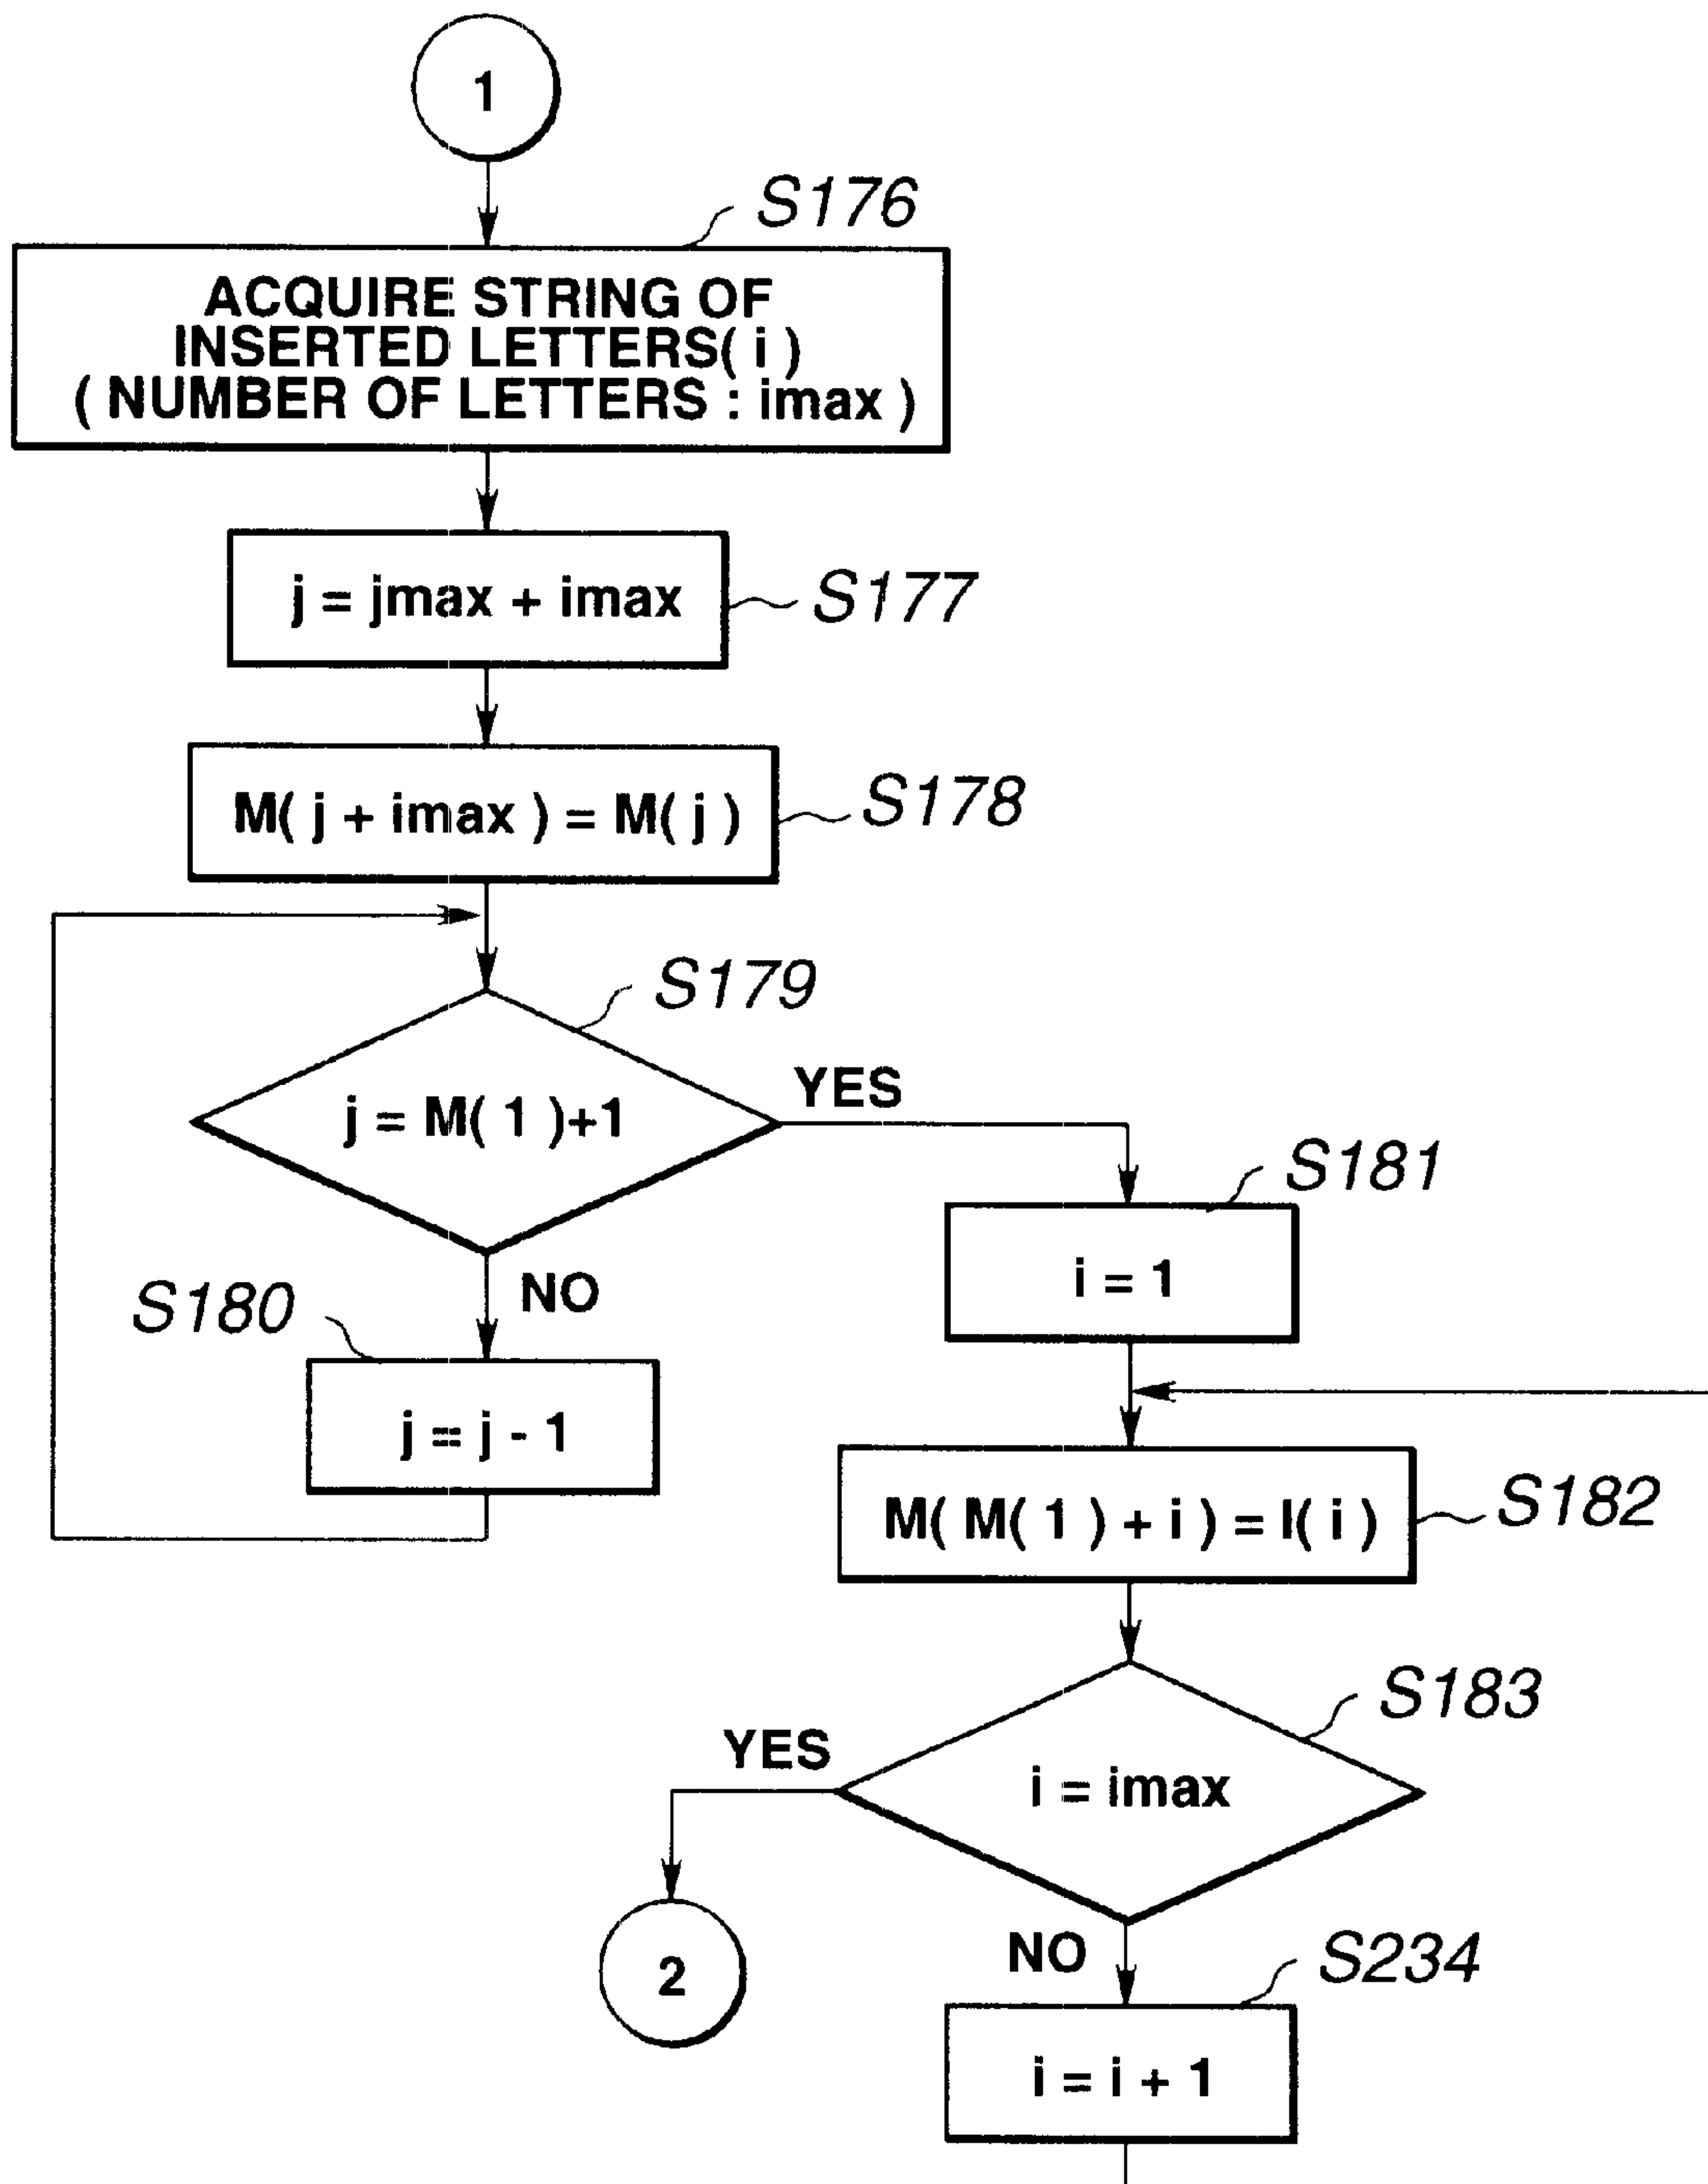 1
S176
ACQUIRE STRING OF
INSERTED LETTERS( i )
( NUMBER OF LETTERS : imax )
j = jmax + imax
S177
M( j + imax ) = M( j )
S178
S179
j = M( 1 )+1
YES
S181
i = 1
NO
S180
j = j - 1
M( M( 1 ) + i ) = I( i )
S182
S183
YES
i = imax
2
NO
S234
i = i + 1